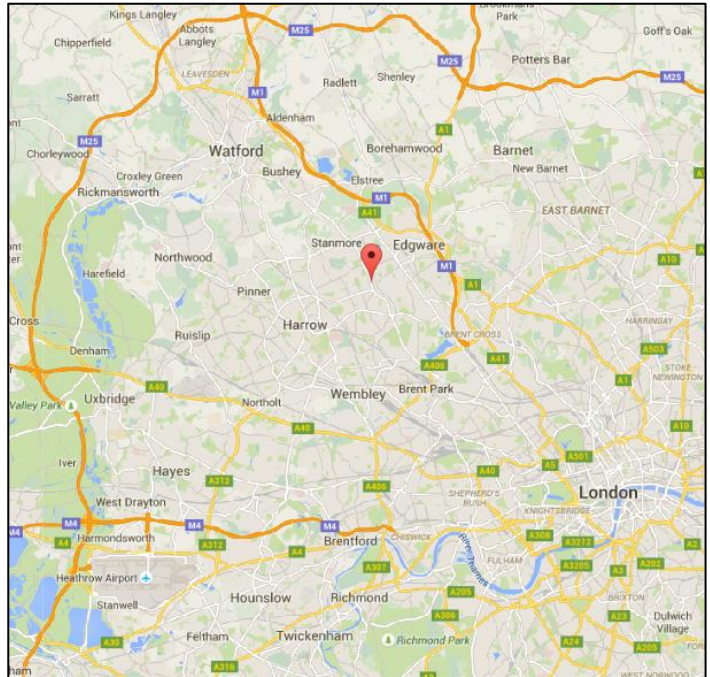 Kings Langley
Abbots
Langley
Brookmans
Park
Goff's Oak
Chipperfield
M25
Potters Bar
LEAVESDEN
Shenley
M25
Radlett
M1
Sarratt
Aldenham
A1
M25
Watford
Borehamwood
Barnet
Chorleywood
Croxley Green
Bushey
Elstree
New Barnet
Rickmansworth
M1
A41
EAST BARNET
Stanmore
Edgware
Northwood
A10
Harefield
M1
A1
Pinner
Cross
Harrow
HARRINGAY
Ruislip
BRENT CROSS
Denham
A503
A406
A41
STOKE
NEWINGTON
A40
A1
Wembley
Brent Park
Uxbridge
Northolt
Valley Park
A40
A10
Iver
A501
Hayes
A40
A5
A312
A406
London
SHEPHERD'S
BUSH
West Drayton
KNIGHTSBRIDGE
M4
M4
M4
M4
A4
Harmondsworth
Brentford
CHISWICK
A308
A3212
A2
A312
A4
River Thames
FULHAM
Heathrow Airport
A307
A3205
A3
A202
Stanwell
Hounslow
Richmond
A205
BRIXTON
A306
A23
Dulwich
Village
A30
Feltham
Twickenham
Richmond Park
A24
A205
A316
ham
WEST NORWOOD